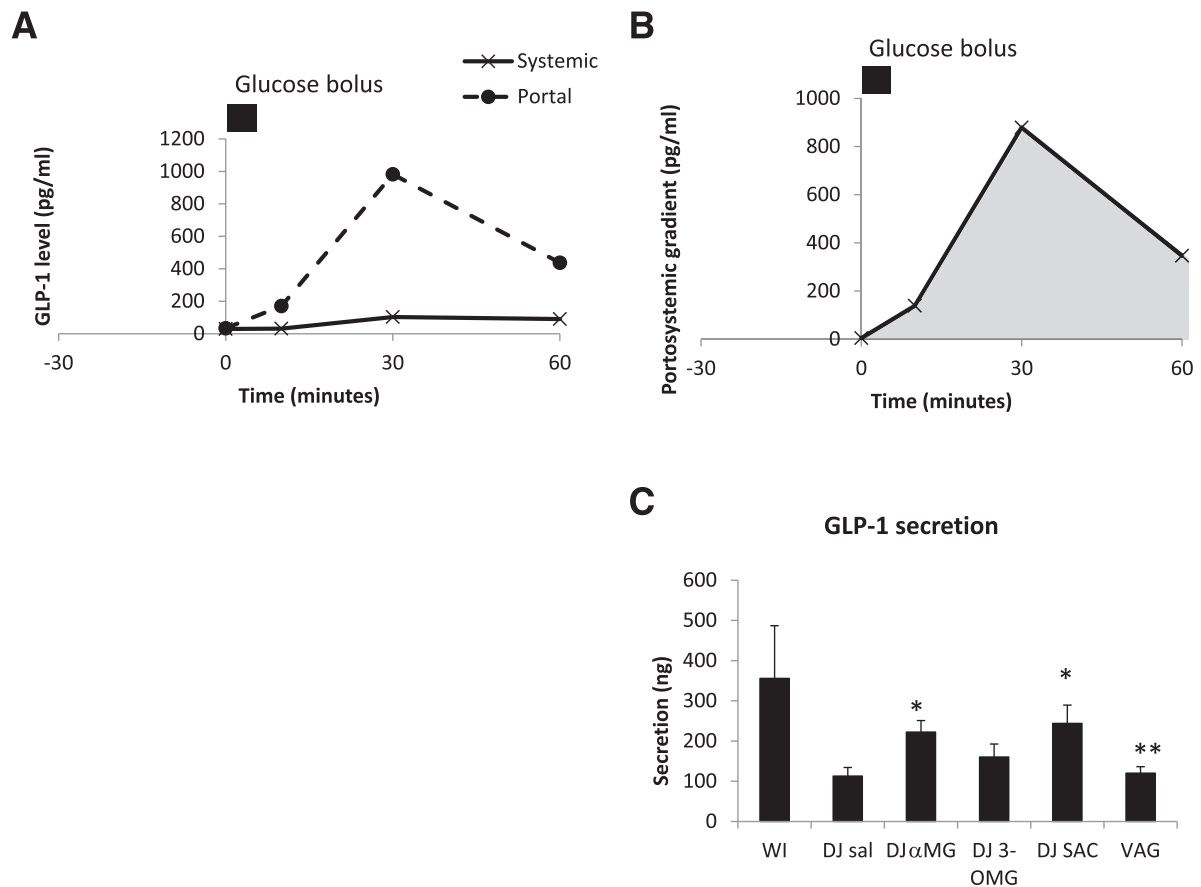 A
Glucose bolus
Systemic
Portal
GLP-1 level (pg/ml)
1200
1000
800
600
400
200
0
-30
0
30
60
Time (minutes)
B
Glucose bolus
Portosystemic gradient (pg/ml)
1000
800
600
400
200
0
-30
0
30
60
Time (minutes)
C
GLP-1 secretion
Secretion (ng)
600
500
400
300
200
100
0
*
*
**
WI
DJ sal
DJαMG
DJ 3-
OMG
DJ SAC
VAG